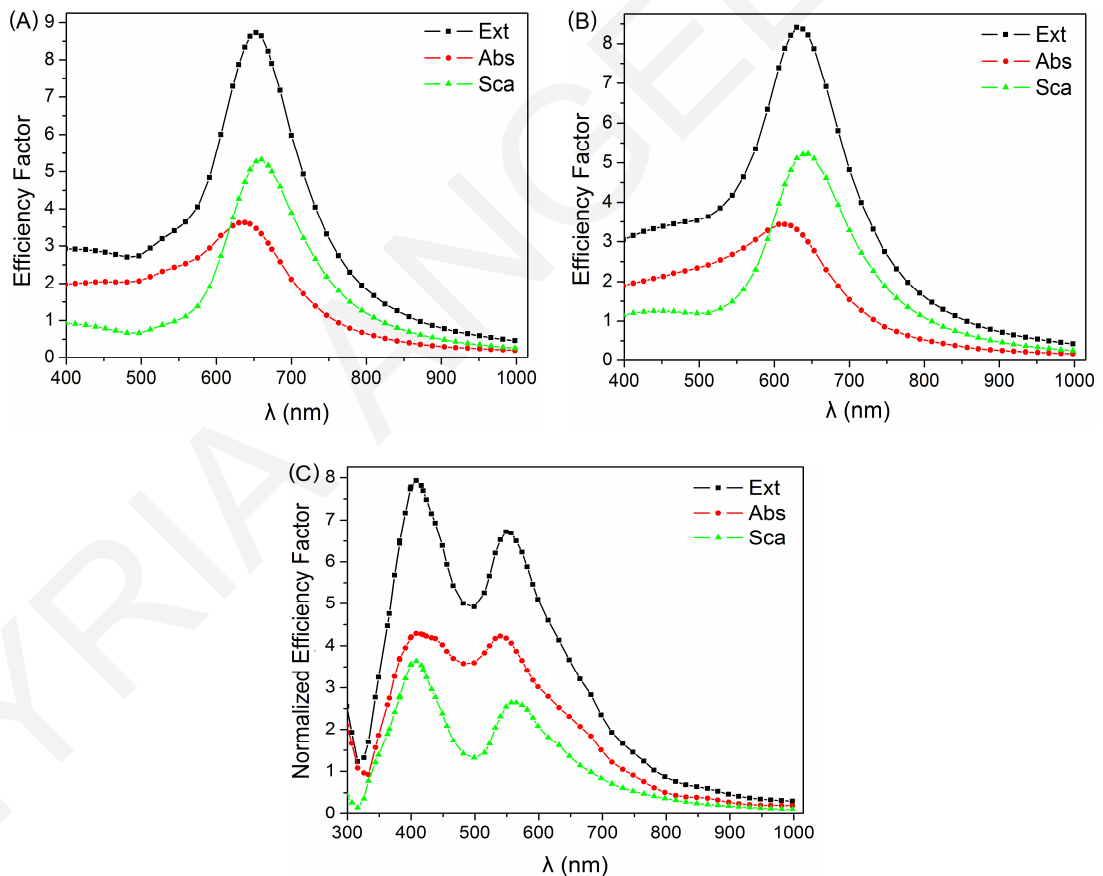 (A)
Ext
Abs
Sca
Efficiency Factor
9
8
7
6
5
4
3
2
1
0
400 500 600 700 800 900 1000
λ (nm)
(B)
Ext
Abs
Sca
Efficiency Factor
8
7
6
5
4
3
2
1
0
400 500 600 700 800 900 1000
λ (nm)
(C)
Ext
Abs
Sca
Normalized Efficiency Factor
8
7
6
5
4
3
2
1
0
300 400 500 600 700 800 900 1000
λ (nm)
YRIA ANGE